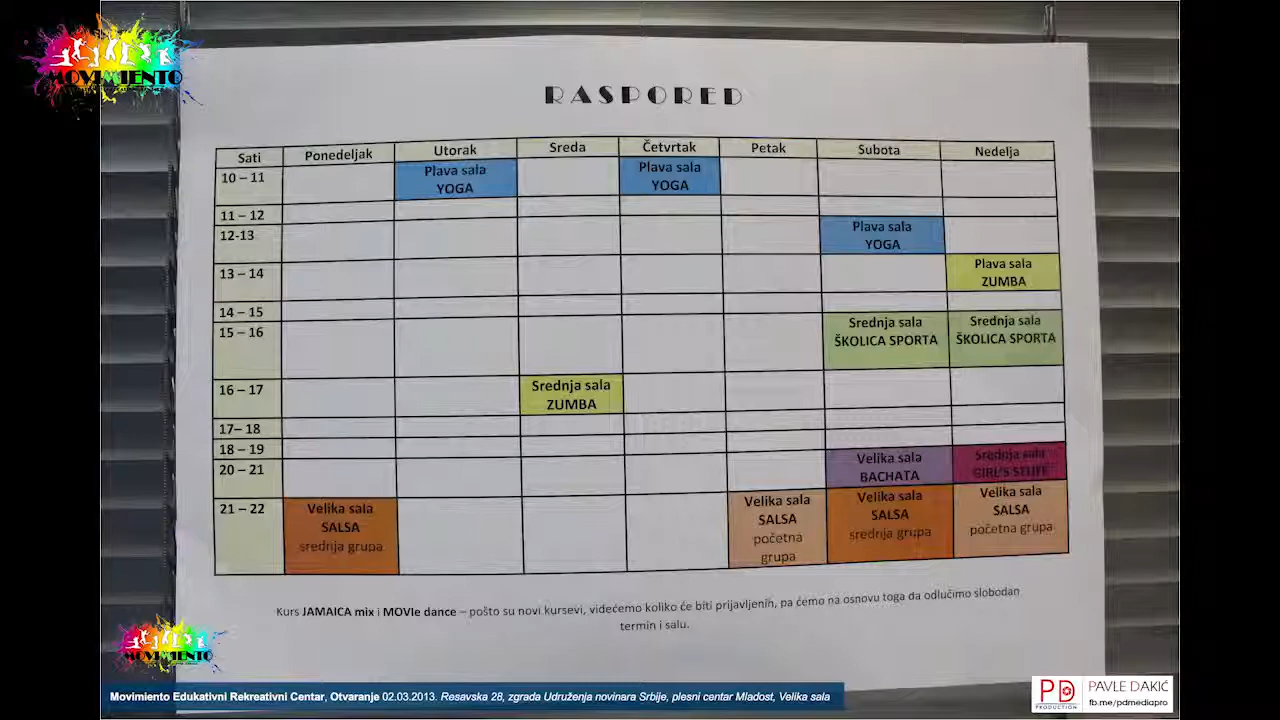 MOVIMIENTO
RASPORED
Sati Ponedeljak Utorak Sreda Četvrtak Petak Subota Nedelja
10 – 11 Plava sala YOGA Plava sala YOGA
11 – 12
12-13 Plava sala YOGA
13 – 14 Plava sala ZUMBA
14 – 15
15 – 16 Srednja sala ŠKOLICA SPORTA Srednja sala ŠKOLICA SPORTA
16 – 17 Srednja sala ZUMBA
17– 18
18 – 19
20 – 21 Velika sala BACHATA Srednja sala GIRL'S STUFF
21 – 22 Velika sala SALSA srednja grupa Velika sala SALSA početna grupa Velika sala SALSA srednja grupa Velika sala SALSA početna grupa
Kurs JAMAICA mix i MOVIe dance – pošto su novi kursevi, videćemo koliko će biti prijavljenih, pa ćemo na osnovu toga da odlučimo slobodan
termin i salu.
MOVIMIENTO
Movimiento Edukativni Rekreativni Centar, Otvaranje 02.03.2013. Resavska 28, zgrada Udruženja novinara Srbije, plesni centar Mladost, Velika sala
PD PRODUCTION
PAVLE DAKIĆ
fb.me/pdmediapro